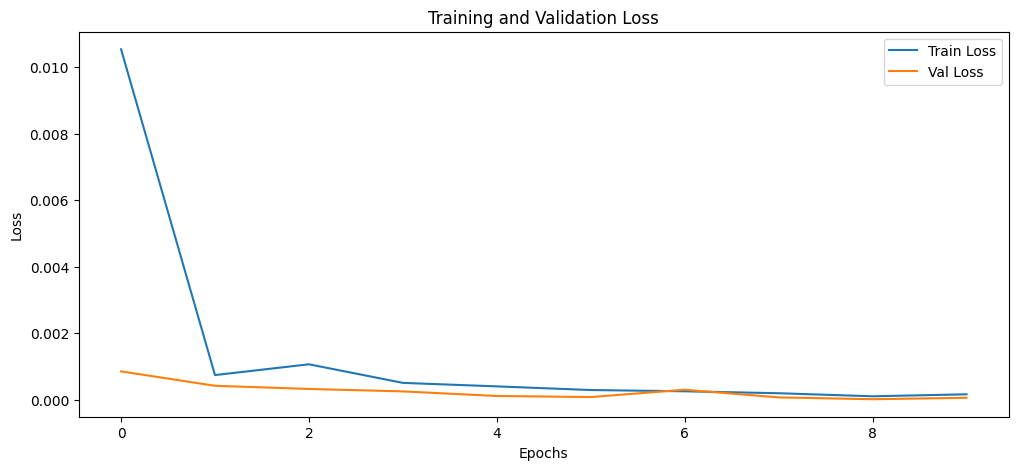 Training and Validation Loss
Train Loss
Val Loss
0.010
0.008
0.006
0.004
0.002
0.000
Loss
0 2 4 6 8
Epochs